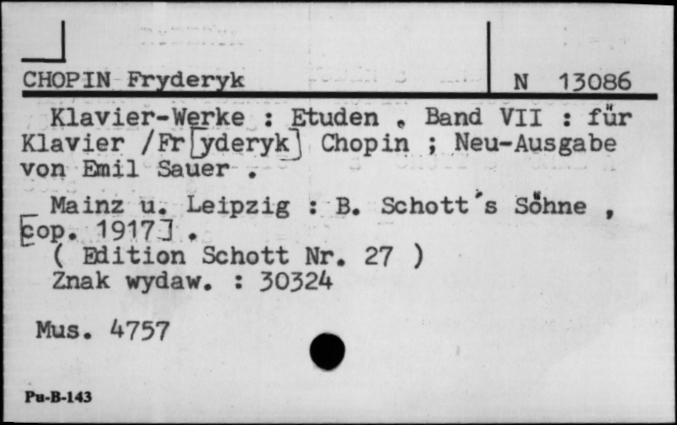 CHOPIN Fryderyk N 13086
Klavier-Werke : Etuden . Band VII : für
Klavier /Fr[yderyk] Chopin ; Neu-Ausgabe
von Emil Sauer .
Mainz u. Leipzig : B. Schott´s Söhne ,
[cop. 1917] .
( Edition Schott Nr. 27 )
Znak wydaw. : 30324
Mus. 4757
Pu-B-143